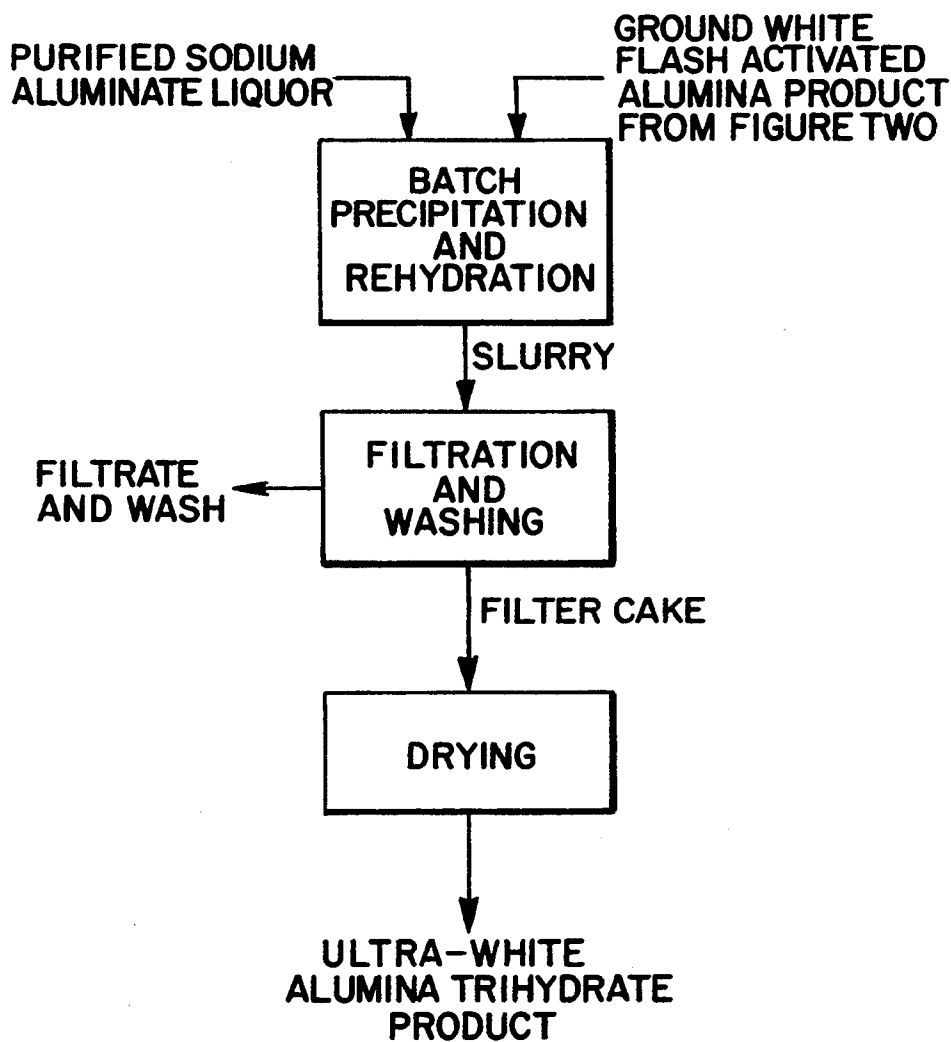 PURIFIED SODIUM
ALUMINATE LIQUOR
GROUND WHITE
FLASH ACTIVATED
ALUMINA PRODUCT
FROM FIGURE TWO
BATCH
PRECIPITATION
AND
REHYDRATION
SLURRY
FILTRATION
AND
WASHING
FILTRATE
AND WASH
FILTER CAKE
DRYING
ULTRA-WHITE
ALUMINA TRIHYDRATE
PRODUCT